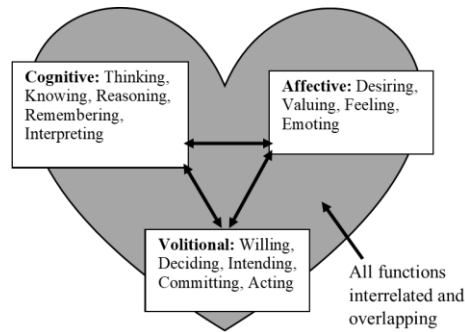 Cognitive: Thinking,
Knowing, Reasoning,
Remembering,
Interpreting
Affective: Desiring,
Valuing, Feeling,
Emoting
Volitional: Willing,
Deciding, Intending,
Committing, Acting
All functions
interrelated and
overlapping